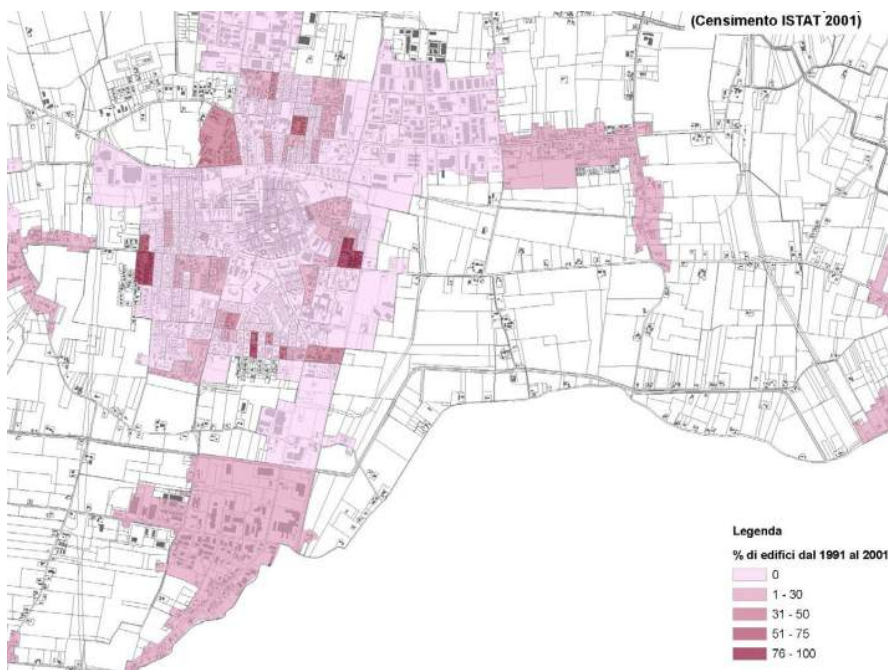 (Censimento ISTAT 2001)
Legenda
% di edifici dal 1991 al 2001
0
1 - 30
31 - 50
51 - 75
76 - 100